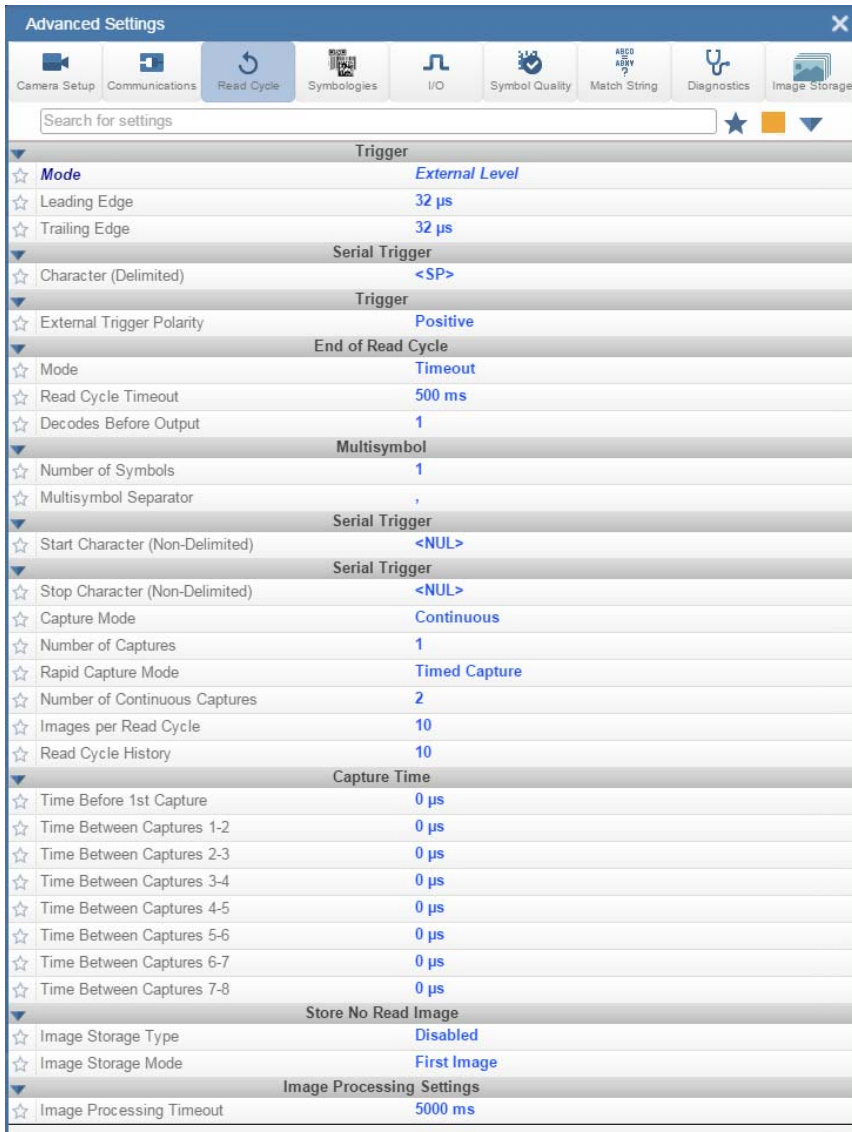 Advanced Settings
Camera Setup Communications Read Cycle Symbologies I/O Symbol Quality Match String Diagnostics Image Storage
ABCD
ABNY
?
Search for settings
Trigger
Mode External Level
Leading Edge 32 µs
Trailing Edge 32 µs
Serial Trigger
Character (Delimited) <SP>
Trigger
External Trigger Polarity Positive
End of Read Cycle
Mode Timeout
Read Cycle Timeout 500 ms
Decodes Before Output 1
Multisymbol
Number of Symbols 1
Multisymbol Separator ,
Serial Trigger
Start Character (Non-Delimited) <NUL>
Serial Trigger
Stop Character (Non-Delimited) <NUL>
Capture Mode Continuous
Number of Captures 1
Rapid Capture Mode Timed Capture
Number of Continuous Captures 2
Images per Read Cycle 10
Read Cycle History 10
Capture Time
Time Before 1st Capture 0 µs
Time Between Captures 1-2 0 µs
Time Between Captures 2-3 0 µs
Time Between Captures 3-4 0 µs
Time Between Captures 4-5 0 µs
Time Between Captures 5-6 0 µs
Time Between Captures 6-7 0 µs
Time Between Captures 7-8 0 µs
Store No Read Image
Image Storage Type Disabled
Image Storage Mode First Image
Image Processing Settings
Image Processing Timeout 5000 ms